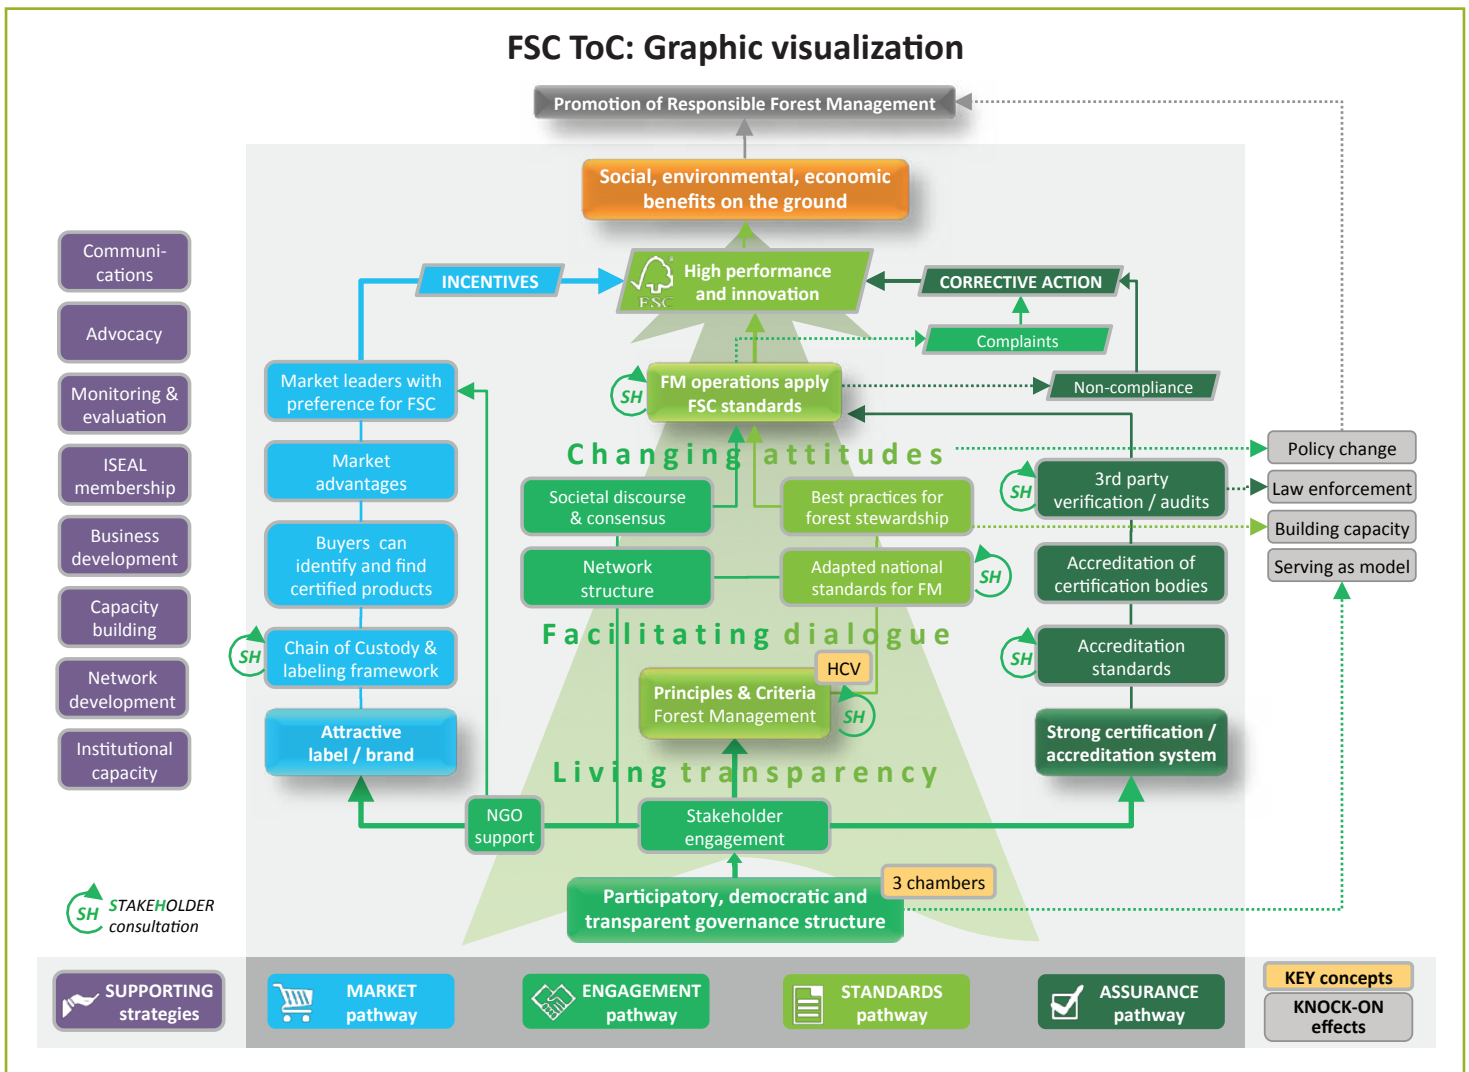 FSC ToC: Graphic visualization
Promotion of Responsible Forest Management
Social, environmental, economic
benefits on the ground
INCENTIVES
FSC
High performance
and innovation
CORRECTIVE ACTION
Complaints
Non-compliance
SH
FM operations apply
FSC standards
Communi-
cations
Advocacy
Monitoring &
evaluation
ISEAL
membership
Business
development
Capacity
building
Network
development
Institutional
capacity
Market leaders with
preference for FSC
Market
advantages
Buyers can
identify and find
certified products
SH
Chain of Custody &
labeling framework
Attractive
label / brand
Changing attitudes
Societal discourse
& consensus
Best practices for
forest stewardship
Network
structure
Adapted national
standards for FM
SH
Facilitating dialogue
HCV
Principles & Criteria
Forest Management
SH
Living transparency
NGO
support
Stakeholder
engagement
3 chambers
Participatory, democratic and
transparent governance structure
SH
3rd party
verification / audits
Accreditation of
certification bodies
SH
Accreditation
standards
Strong certification /
accreditation system
Policy change
Law enforcement
Building capacity
Serving as model
SH
STAKEHOLDER
consultation
SUPPORTING
strategies
MARKET
pathway
ENGAGEMENT
pathway
STANDARDS
pathway
ASSURANCE
pathway
KEY concepts
KNOCK-ON
effects